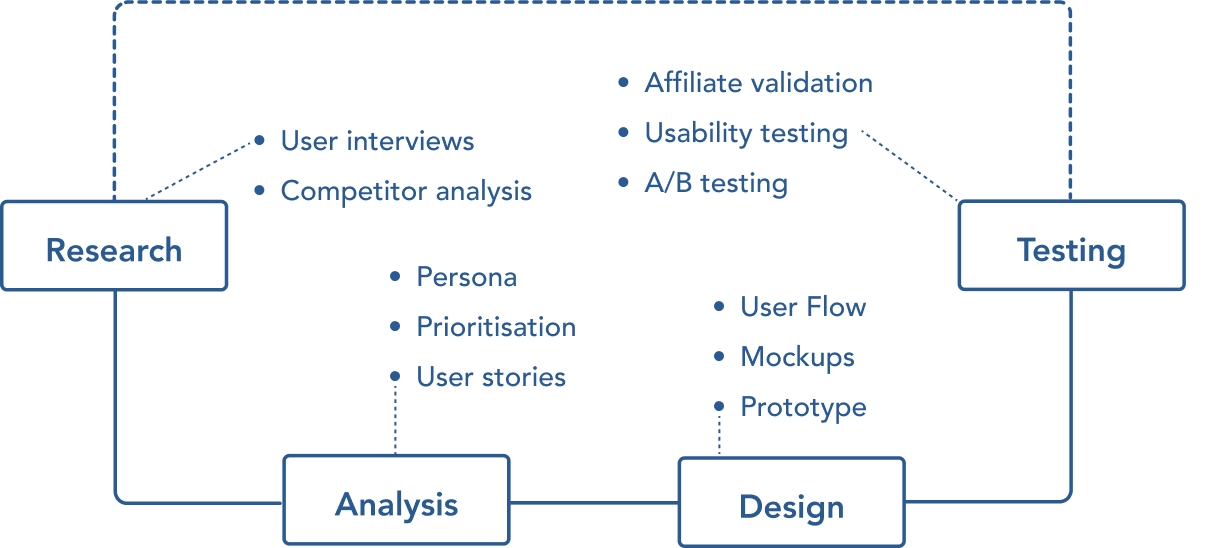 Affiliate validation
Usability testing
A/B testing
User interviews
Competitor analysis
Research
Testing
Persona
Prioritisation
User stories
User Flow
Mockups
Prototype
Analysis
Design